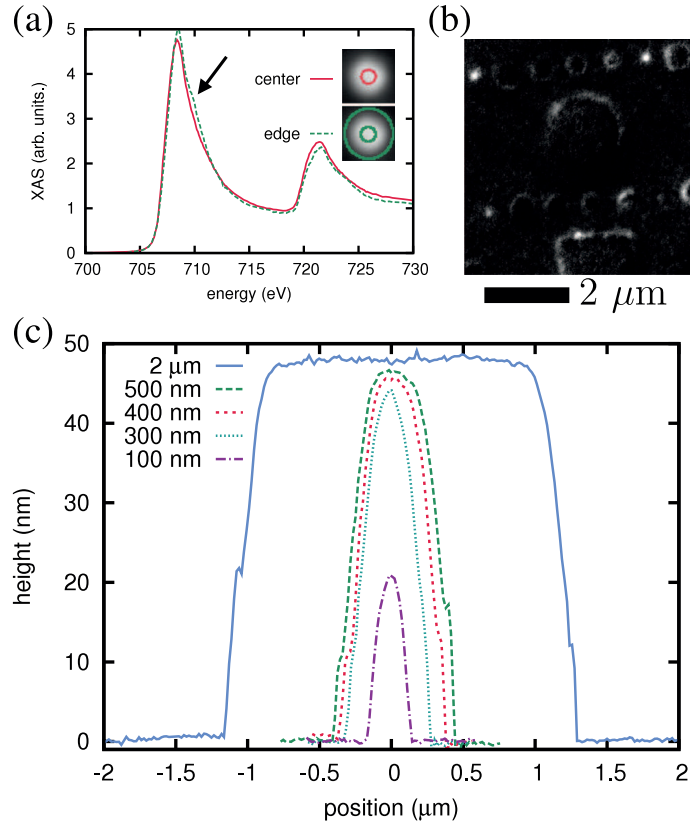 (a)
(b)
5
4
3
2
1
0
XAS (arb. units.)
center
edge
700
705
710
715
720
725
730
energy (eV)
2 μm
(c)
50
40
30
20
10
0
height (nm)
2 μm
500 nm
400 nm
300 nm
100 nm
-2
-1.5
-1
-0.5
0
0.5
1
1.5
2
position (μm)